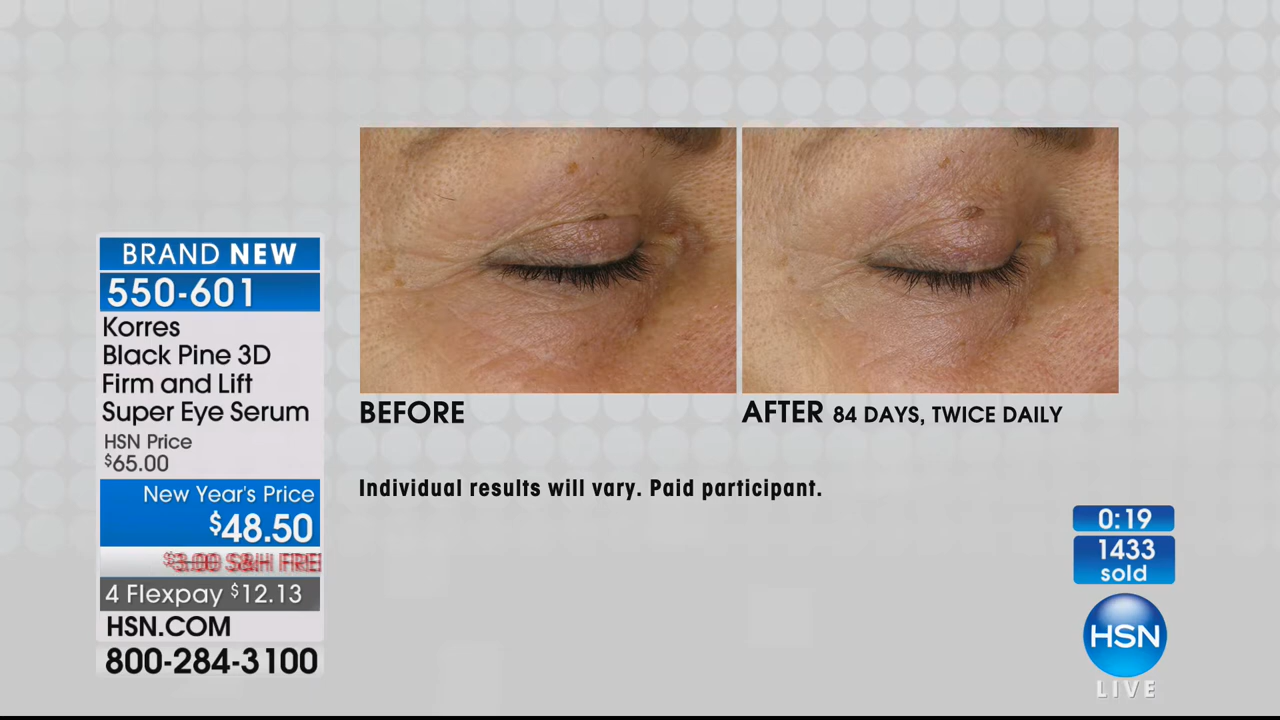 BRAND NEW
550-601
Korres
Black Pine 3D
Firm and Lift
Super Eye Serum
HSN Price
$65.00
New Year's Price
$48.50
$3.00 S&H
4 Flexpay $12.13
HSN.COM
800-284-3100
BEFORE
AFTER 84 DAYS, TWICE DAILY
Individual results will vary. Paid participant.
0:19
1433
sold
HSN
LIVE